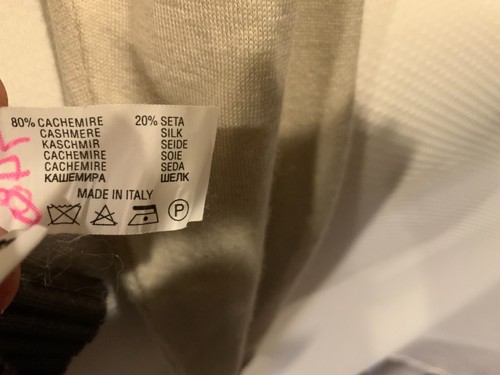 80% CACHEMIRE 20% SETA
CASHMERE SILK
KASCHMIR SEIDE
CACHEMIRE SOIE
CACHEMIRE SEDA
КАШЕМИРА ШЕЛК
MADE IN ITALY
P